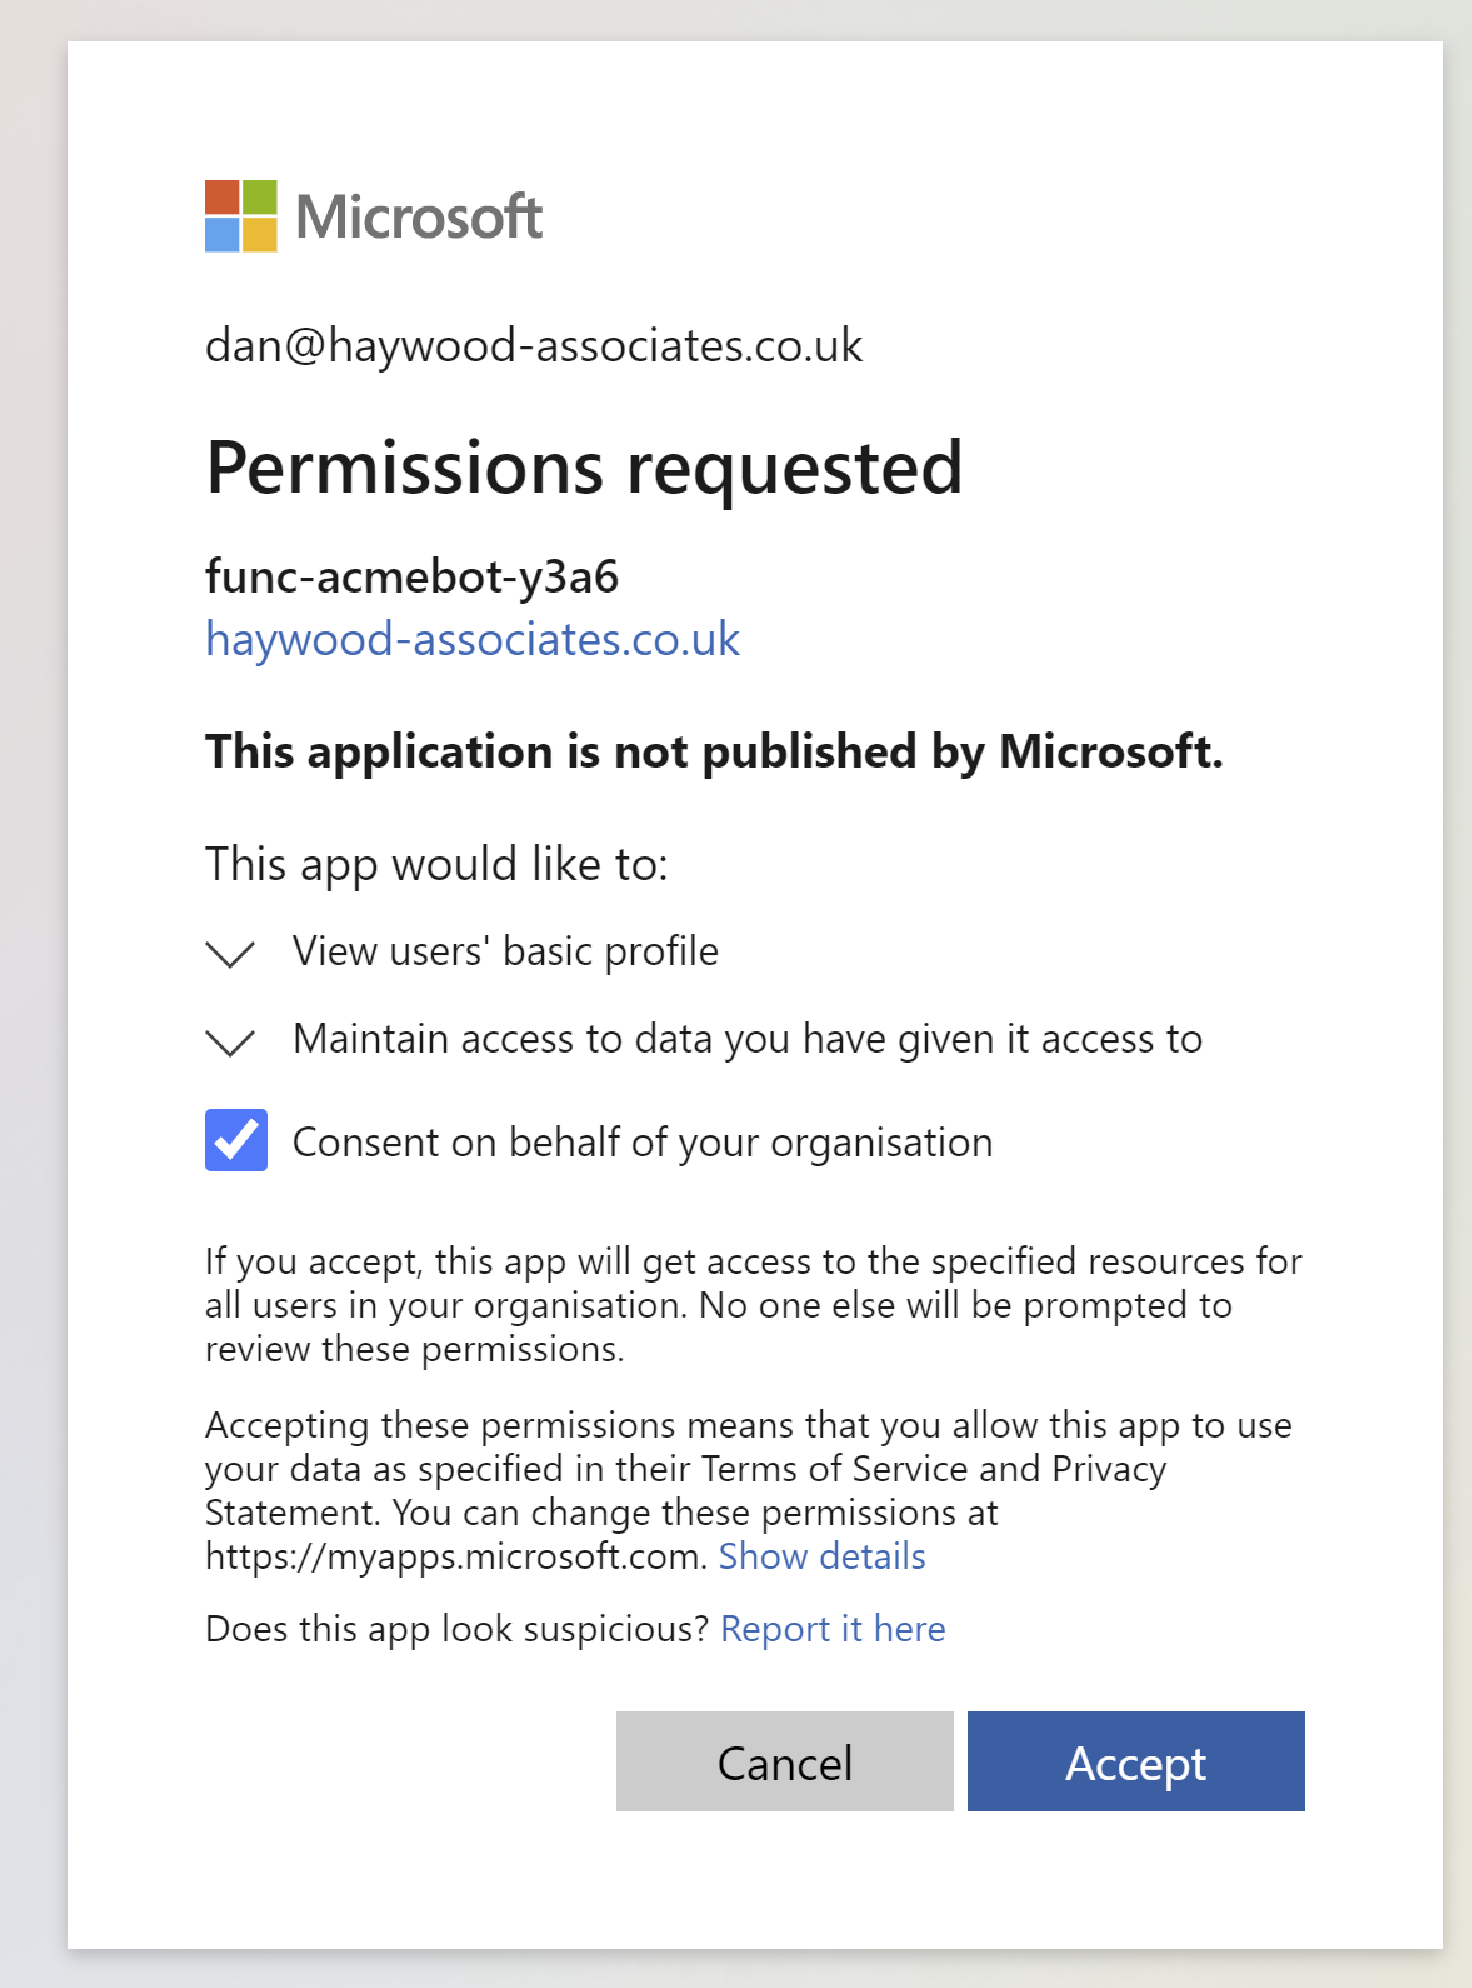 Microsoft
dan@haywood-associates.co.uk
Permissions requested
func-acmebot-y3a6
haywood-associates.co.uk
This application is not published by Microsoft.
This app would like to:
View users' basic profile
Maintain access to data you have given it access to
Consent on behalf of your organisation
If you accept, this app will get access to the specified resources for
all users in your organisation. No one else will be prompted to
review these permissions.
Accepting these permissions means that you allow this app to use
your data as specified in their Terms of Service and Privacy
Statement. You can change these permissions at
https://myapps.microsoft.com. Show details
Does this app look suspicious? Report it here
Cancel Accept